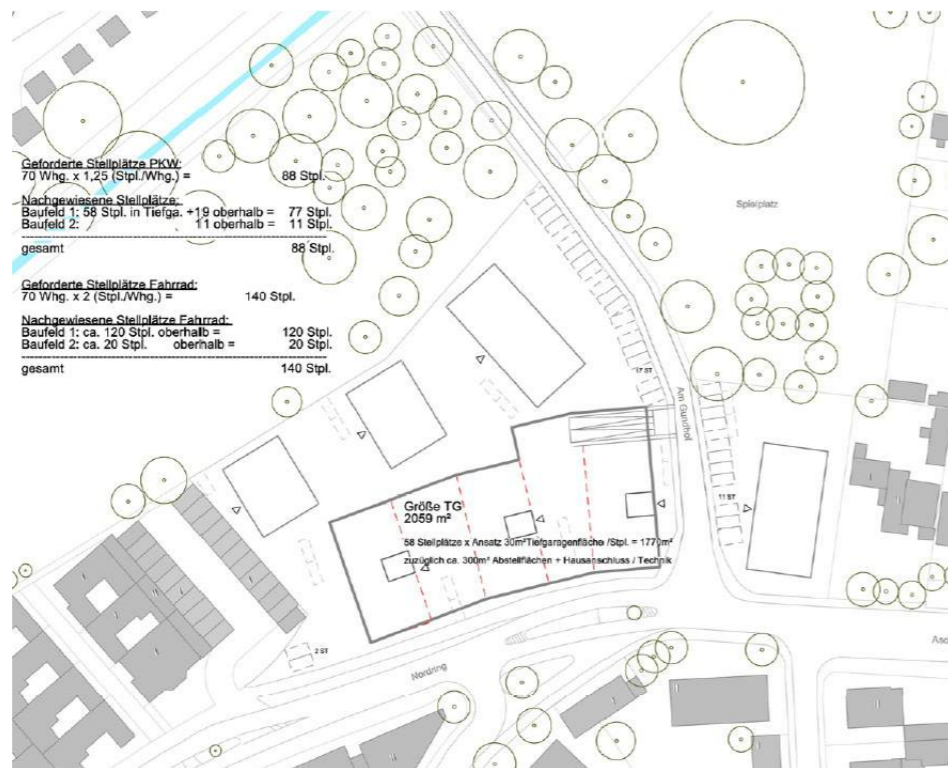 Geforderte Stellplätze PKW:
70 Whg. x 1,25 (Stpl./Whg.) = 88 Stpl.
Nachgewiesene Stellplätze:
Baufeld 1: 58 Stpl. in Tiefga. +19 oberhalb = 77 Stpl.
Baufeld 2: 11 oberhalb = 11 Stpl.
gesamt 88 Stpl.
Geforderte Stellplätze Fahrrad:
70 Whg. x 2 (Stpl./Whg.) = 140 Stpl.
Nachgewiesene Stellplätze Fahrrad:
Baufeld 1: ca. 120 Stpl. oberhalb = 120 Stpl.
Baufeld 2: ca. 20 Stpl. oberhalb = 20 Stpl.
gesamt 140 Stpl.
Spielplatz
17 ST
Am Gundhof
11 ST
Größe TG
2059 m²
58 Stellplätze x Ansatz 30m² Tiefgaragenfläche /Stpl. = 1770m²
zuzüglich ca. 300m² Abstellflächen + Hausanschluss / Technik
2 ST
Nordring